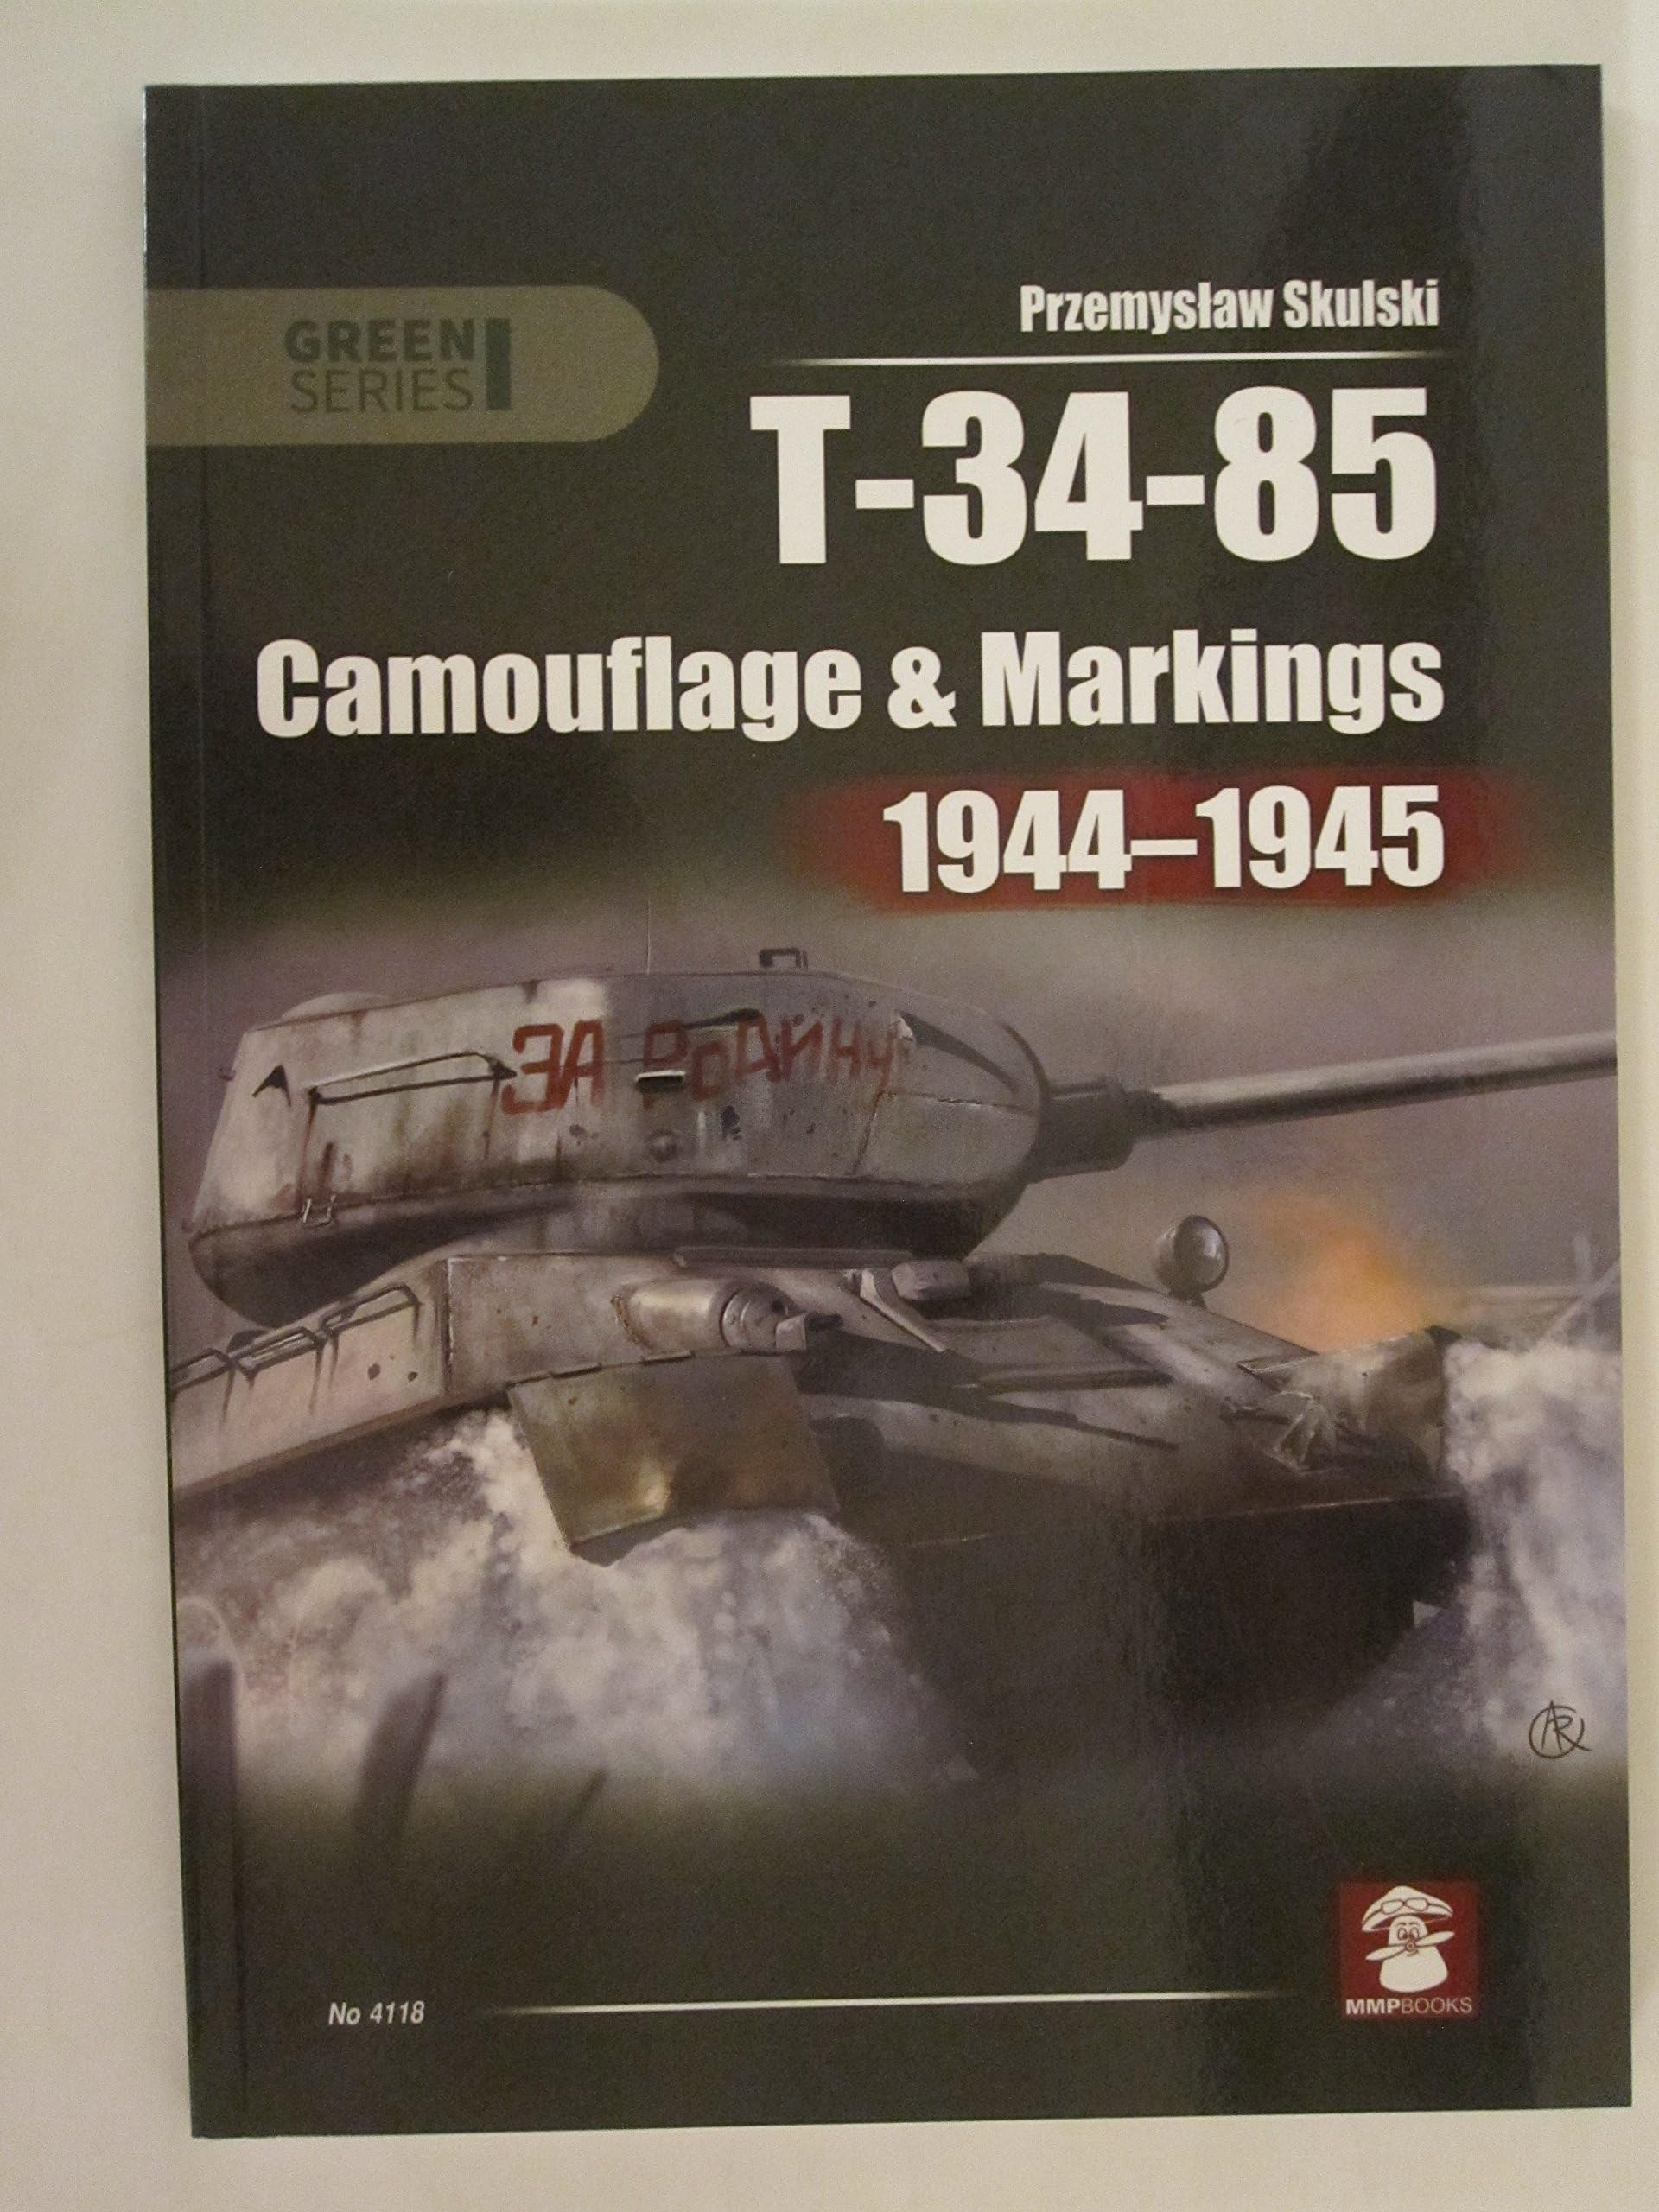 Przemysław Skulski
GREEN
SERIES
T-34-85
Camouflage & Markings
1944–1945
ЗА РоДИНУ
No 4118
MMPBOOKS